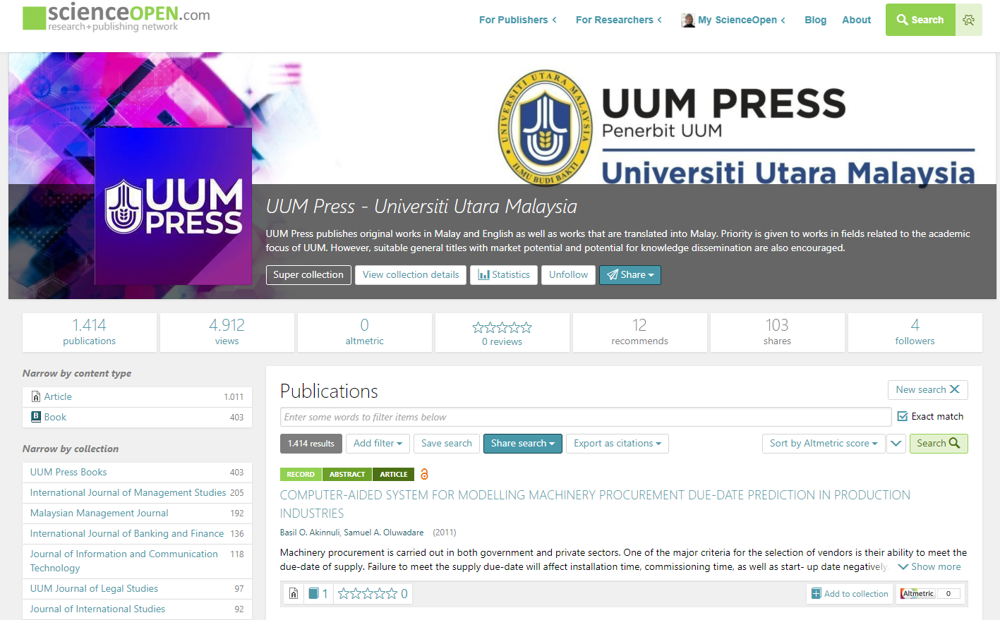 scienceOPEN.com
research+publishing network
For Publishers
For Researchers
My ScienceOpen
Blog
About
Search
UNIVERSITI UTARA MALAYSIA
ILMU BUDI BAKTI
UUM PRESS
Penerbit UUM
Universiti Utara Malaysia
UUM
PRESS
UUM Press - Universiti Utara Malaysia
UUM Press publishes original works in Malay and English as well as works that are translated into Malay. Priority is given to works in fields related to the academic
focus of UUM. However, suitable general titles with market potential and potential for knowledge dissemination are also encouraged.
Super collection
View collection details
Statistics
Unfollow
Share
1.414
publications
4.912
views
0
altmetric
0 reviews
12
recommends
103
shares
4
followers
Narrow by content type
Article 1.011
Book 403
Narrow by collection
UUM Press Books 403
International Journal of Management Studies 205
Malaysian Management Journal 192
International Journal of Banking and Finance 136
Journal of Information and Communication 118
Technology
UUM Journal of Legal Studies 97
Journal of International Studies 92
Publications
New search
Enter some words to filter items below
Exact match
1.414 results
Add filter
Save search
Share search
Export as citations
Sort by Altmetric score
Search
RECORD ABSTRACT ARTICLE
COMPUTER-AIDED SYSTEM FOR MODELLING MACHINERY PROCUREMENT DUE-DATE PREDICTION IN PRODUCTION
INDUSTRIES
Basil O. Akinnuli, Samuel A. Oluwadare (2011)
Machinery procurement is carried out in both government and private sectors. One of the major criteria for the selection of vendors is their ability to meet the
due-date of supply. Failure to meet the supply due-date will affect installation time, commissioning time, as well as start- up date negatively. Show more
1
0
Add to collection
Altmetric 0